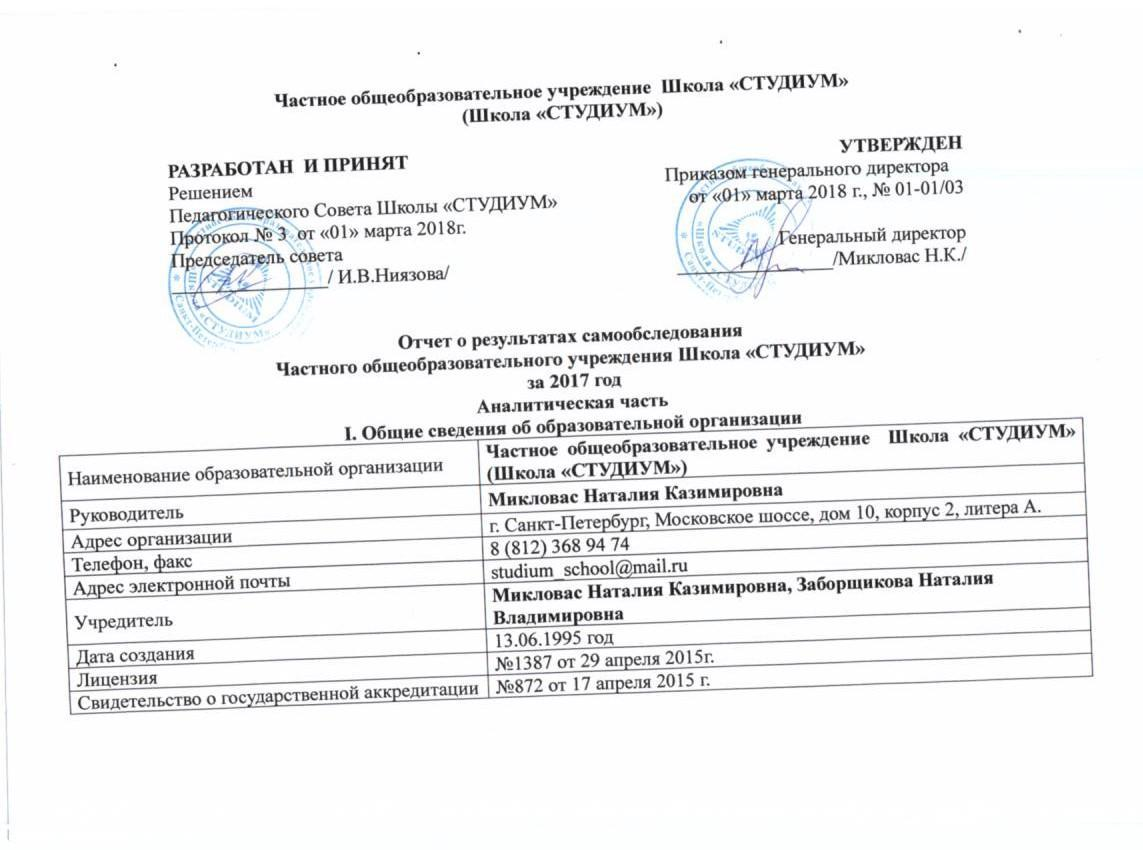 Частное общеобразовательное учреждение Школа «СТУДИУМ»
(Школа «СТУДИУМ»)
РАЗРАБОТАН И ПРИНЯТ
Решением
Педагогического Совета Школы «СТУДИУМ»
Протокол № 3 от «01» марта 2018г.
Председатель совета
/ И.В.Ниязова/
УТВЕРЖДЕН
Приказом генерального директора
от «01» марта 2018 г., № 01-01/03
Генеральный директор
/Микловас Н.К./
Отчет о результатах самообследования
Частного общеобразовательного учреждения Школа «СТУДИУМ»
за 2017 год
Аналитическая часть
I. Общие сведения об образовательной организации
Наименование образовательной организации
Частное общеобразовательное учреждение Школа «СТУДИУМ»
(Школа «СТУДИУМ»)
Руководитель
Микловас Наталия Казимировна
Адрес организации
г. Санкт-Петербург, Московское шоссе, дом 10, корпус 2, литера А.
Телефон, факс
8 (812) 368 94 74
Адрес электронной почты
studium_school@mail.ru
Учредитель
Микловас Наталия Казимировна, Заборщикова Наталия
Владимировна
Дата создания
13.06.1995 год
Лицензия
№1387 от 29 апреля 2015г.
Свидетельство о государственной аккредитации
№872 от 17 апреля 2015 г.